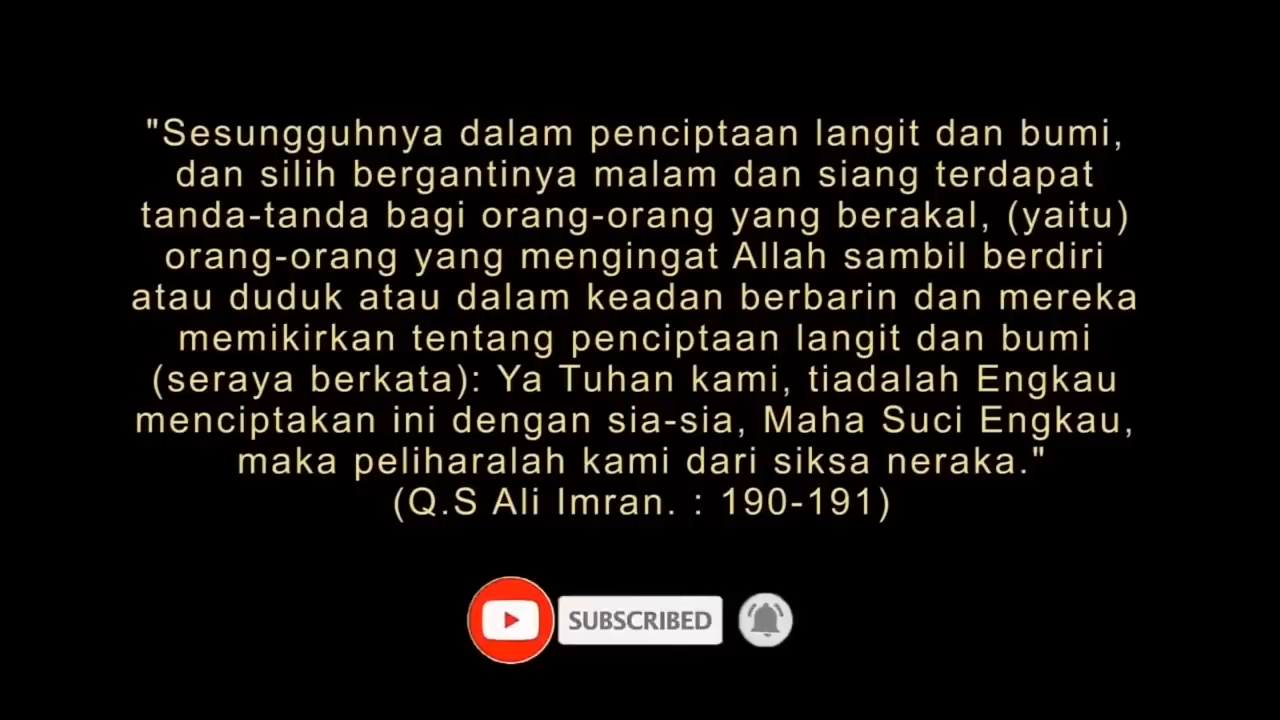 "Sesungguhnya dalam penciptaan langit dan bumi,
dan silih bergantinya malam dan siang terdapat
tanda-tanda bagi orang-orang yang berakal, (yaitu)
orang-orang yang mengingat Allah sambil berdiri
atau duduk atau dalam keadan berbarin dan mereka
memikirkan tentang penciptaan langit dan bumi
(seraya berkata): Ya Tuhan kami, tiadalah Engkau
menciptakan ini dengan sia-sia, Maha Suci Engkau,
maka peliharalah kami dari siksa neraka."
(Q.S Ali Imran. : 190-191)
SUBSCRIBED